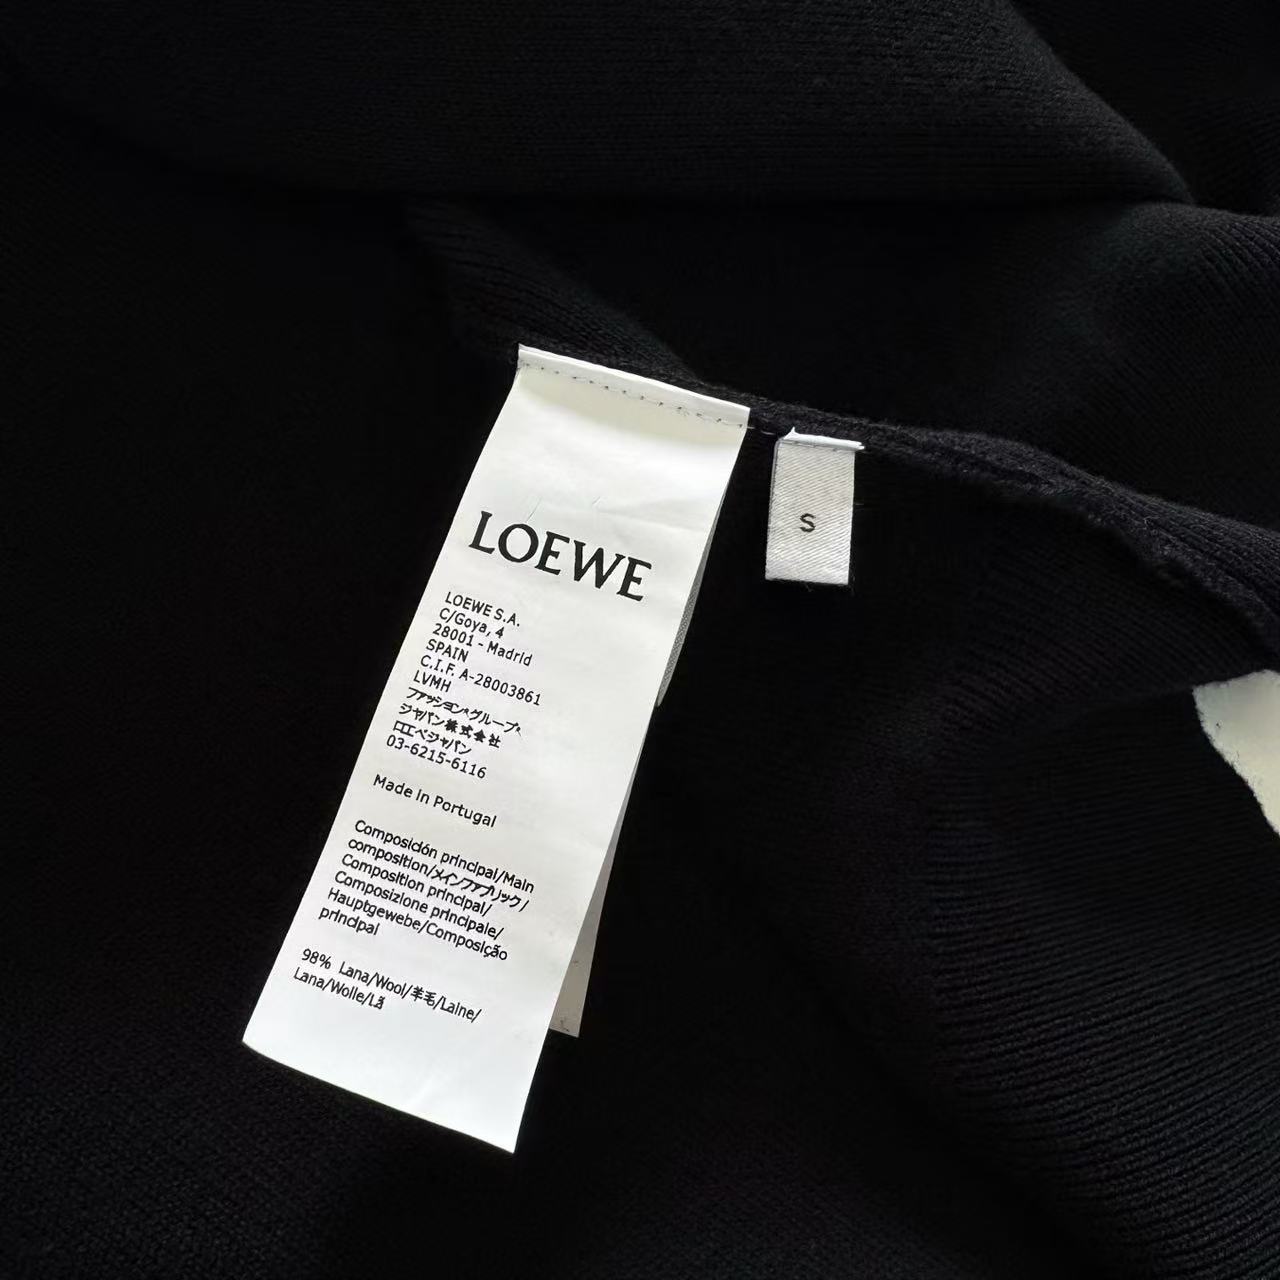 LOEWE
LOEWE S.A.
C/Goya, 4
28001 - Madrid
SPAIN
C.I.F. A-28003861
LVMH
ファッション・グループ・
ジャパン株式会社
ロエベジャパン
03-6215-6116
Made in Portugal
Composición principal/Main
composition/メインファブリック/
Composition principal/
Composizione principale/
Hauptgewebe/Composição
principal
98% Lana/Wool/羊毛/Laine/
Lana/Wolle/Lã
S